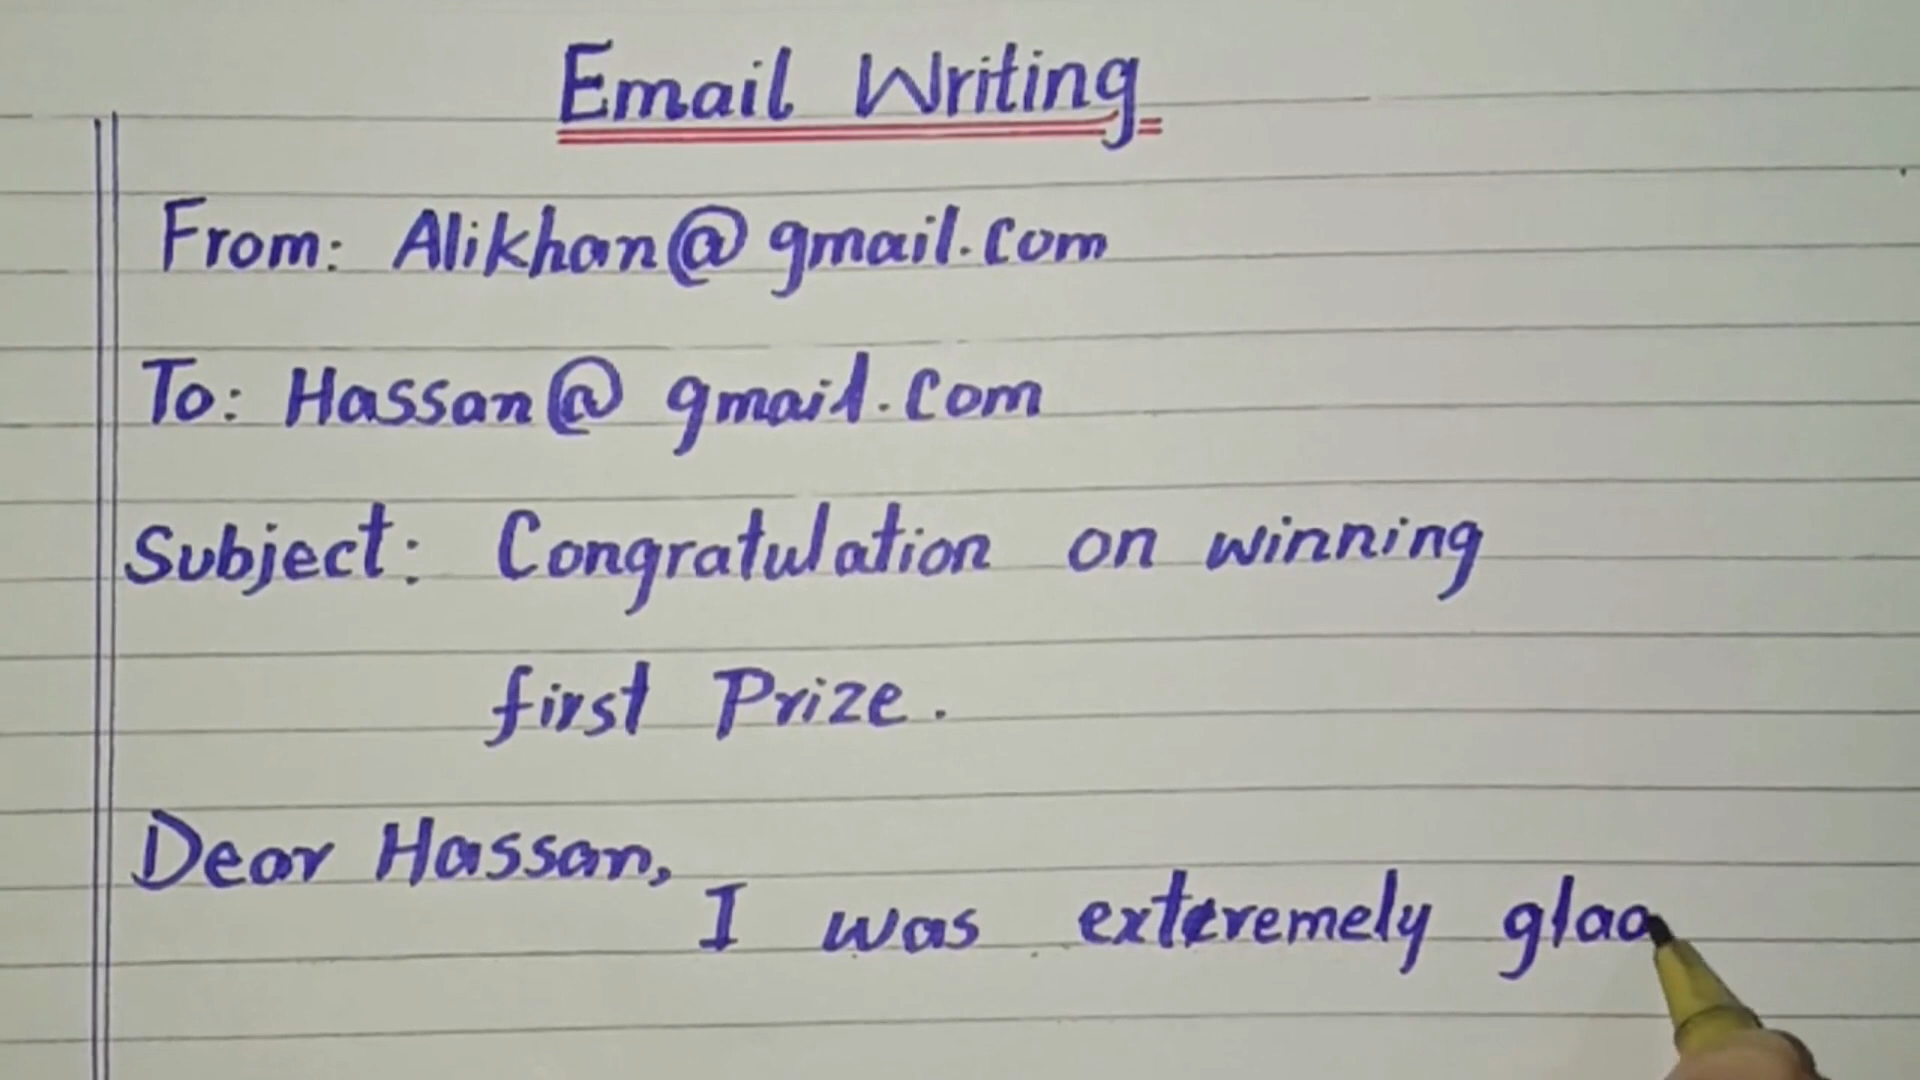 Email Writing
From: Alikhan@gmail.com
To: Hassan@gmail.com
Subject: Congratulation on winning
first Prize.
Dear Hassan,
I was extremely